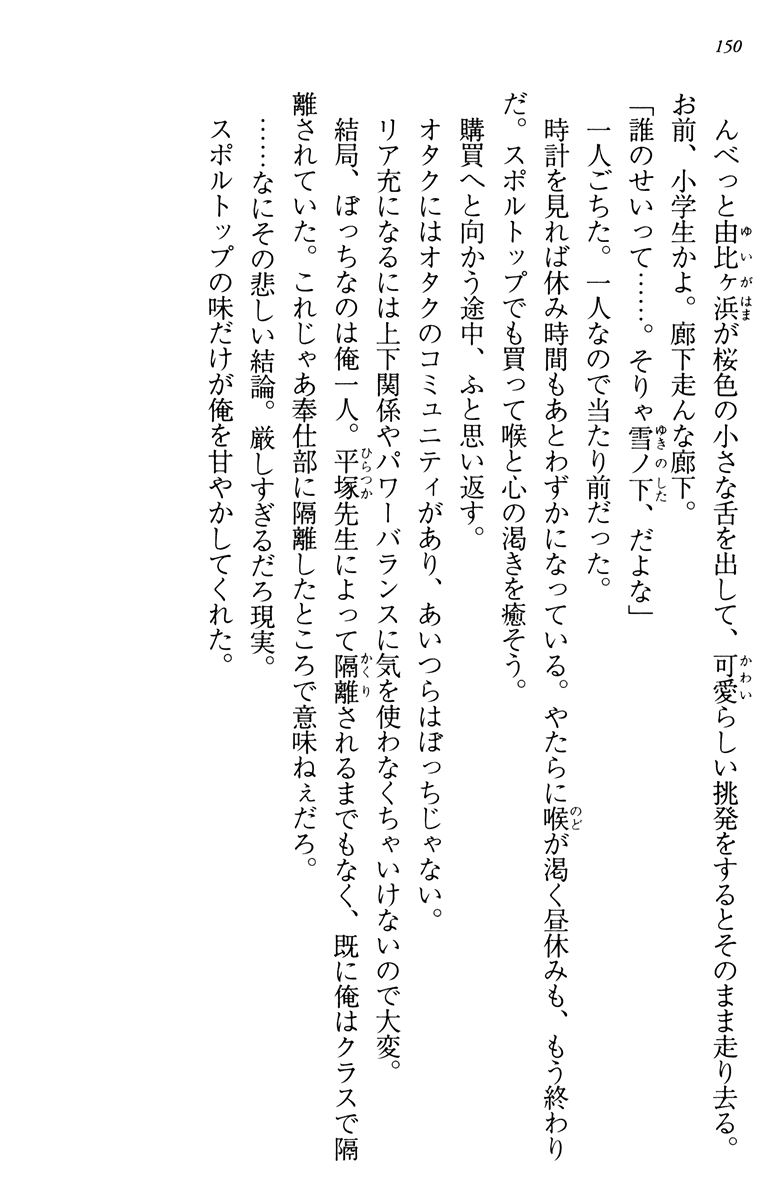 150
んべっと由比ヶ浜が桜色の小さな舌を出して、可愛らしい挑発をするとそのまま走り去る。
お前、小学生かよ。廊下走んな廊下。
「誰のせいって……。そりゃ雪ノ下、だよな」
一人ごちた。一人なので当たり前だった。
時計を見れば休み時間もあとわずかになっている。やたらに喉が渇く昼休みも、もう終わり
だ。スポルトップでも買って喉と心の渇きを癒そう。
購買へと向かう途中、ふと思い返す。
オタクにはオタクのコミュニティがあり、あいつらはぼっちじゃない。
リア充になるには上下関係やパワーバランスに気を使わなくちゃいけないので大変。
結局、ぼっちなのは俺一人。平塚先生によって隔離されるまでもなく、既に俺はクラスで隔
離されていた。これじゃあ奉仕部に隔離したところで意味ねぇだろ。
……なにその悲しい結論。厳しすぎるだろ現実。
スポルトップの味だけが俺を甘やかしてくれた。